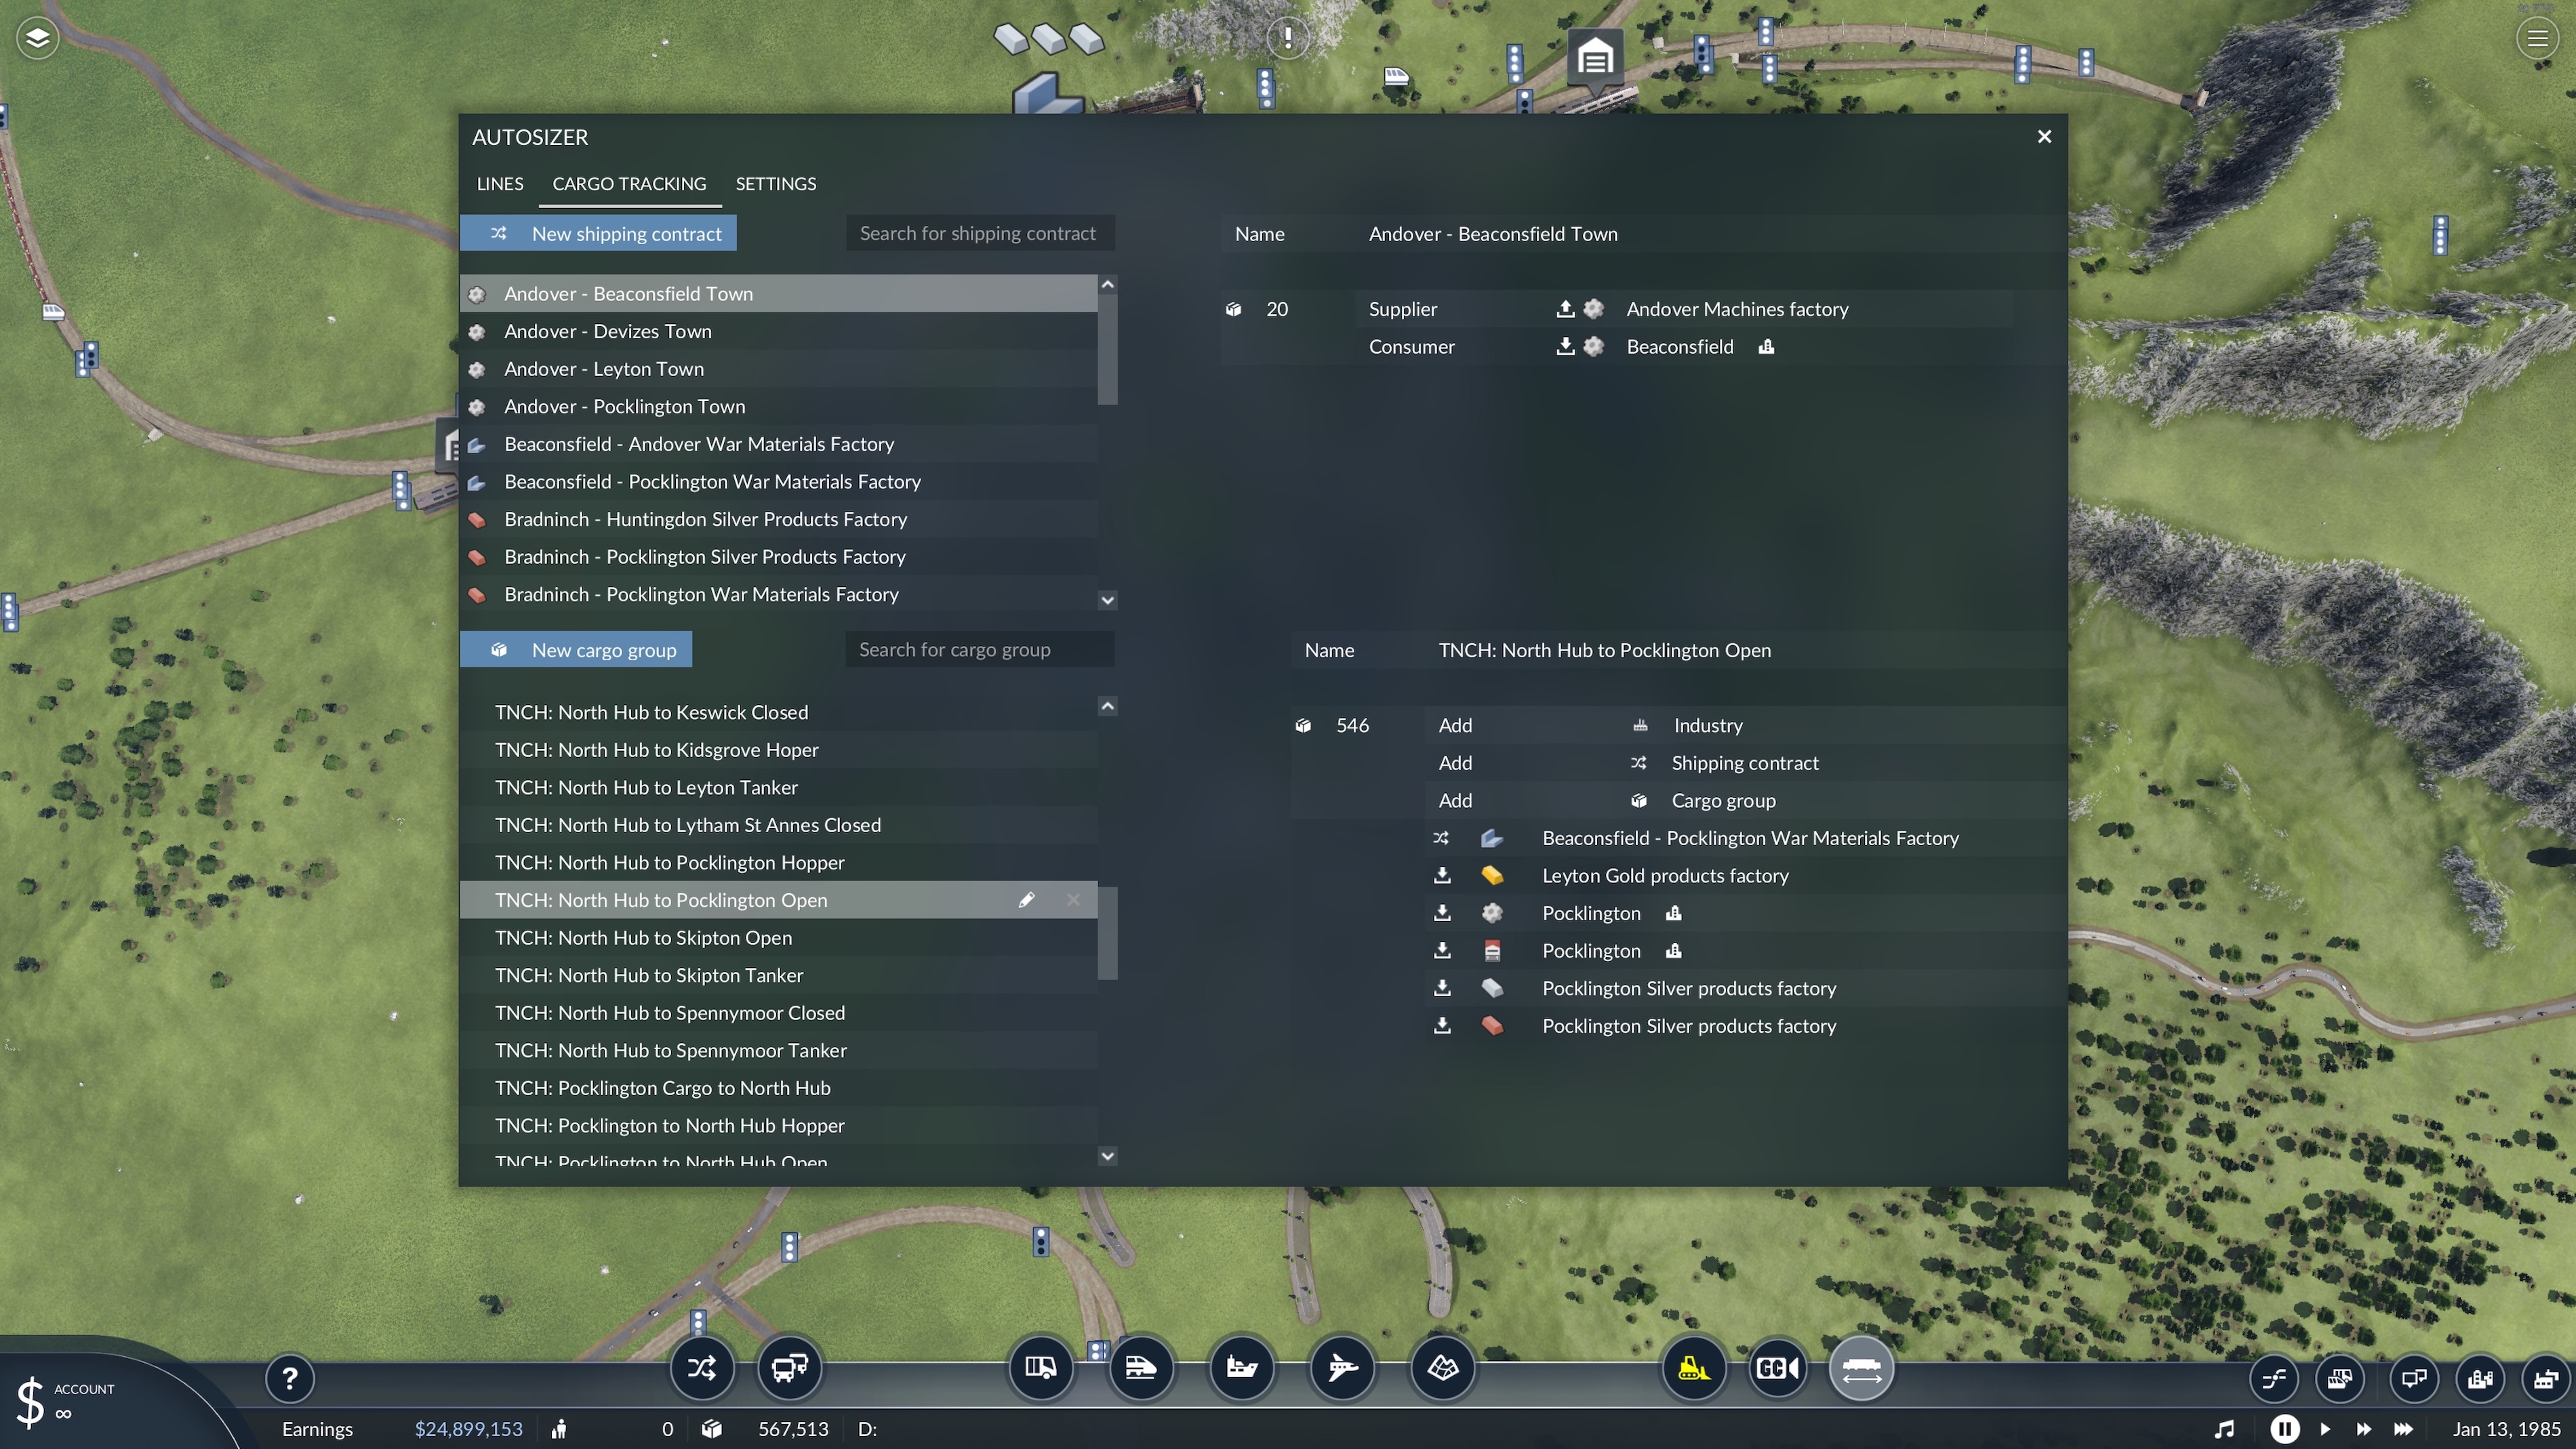 AUTOSIZER
LINES CARGO TRACKING SETTINGS
New shipping contract Search for shipping contract
Andover - Beaconsfield Town
Andover - Devizes Town
Andover - Leyton Town
Andover - Pocklington Town
Beaconsfield - Andover War Materials Factory
Beaconsfield - Pocklington War Materials Factory
Bradninch - Huntingdon Silver Products Factory
Bradninch - Pocklington Silver Products Factory
Bradninch - Pocklington War Materials Factory
Name Andover - Beaconsfield Town
20 Supplier Andover Machines factory
Consumer Beaconsfield
New cargo group Search for cargo group
TNCH: North Hub to Keswick Closed
TNCH: North Hub to Kidsgrove Hoper
TNCH: North Hub to Leyton Tanker
TNCH: North Hub to Lytham St Annes Closed
TNCH: North Hub to Pocklington Hopper
TNCH: North Hub to Pocklington Open
TNCH: North Hub to Skipton Open
TNCH: North Hub to Skipton Tanker
TNCH: North Hub to Spennymoor Closed
TNCH: North Hub to Spennymoor Tanker
TNCH: Pocklington Cargo to North Hub
TNCH: Pocklington to North Hub Hopper
TNCH: Pocklington to North Hub Open
Name TNCH: North Hub to Pocklington Open
546 Add Industry
Add Shipping contract
Add Cargo group
Beaconsfield - Pocklington War Materials Factory
Leyton Gold products factory
Pocklington
Pocklington
Pocklington Silver products factory
Pocklington Silver products factory
?
GC
$ ACCOUNT
∞
Earnings $24,899,153 0 567,513 D: Jan 13, 1985